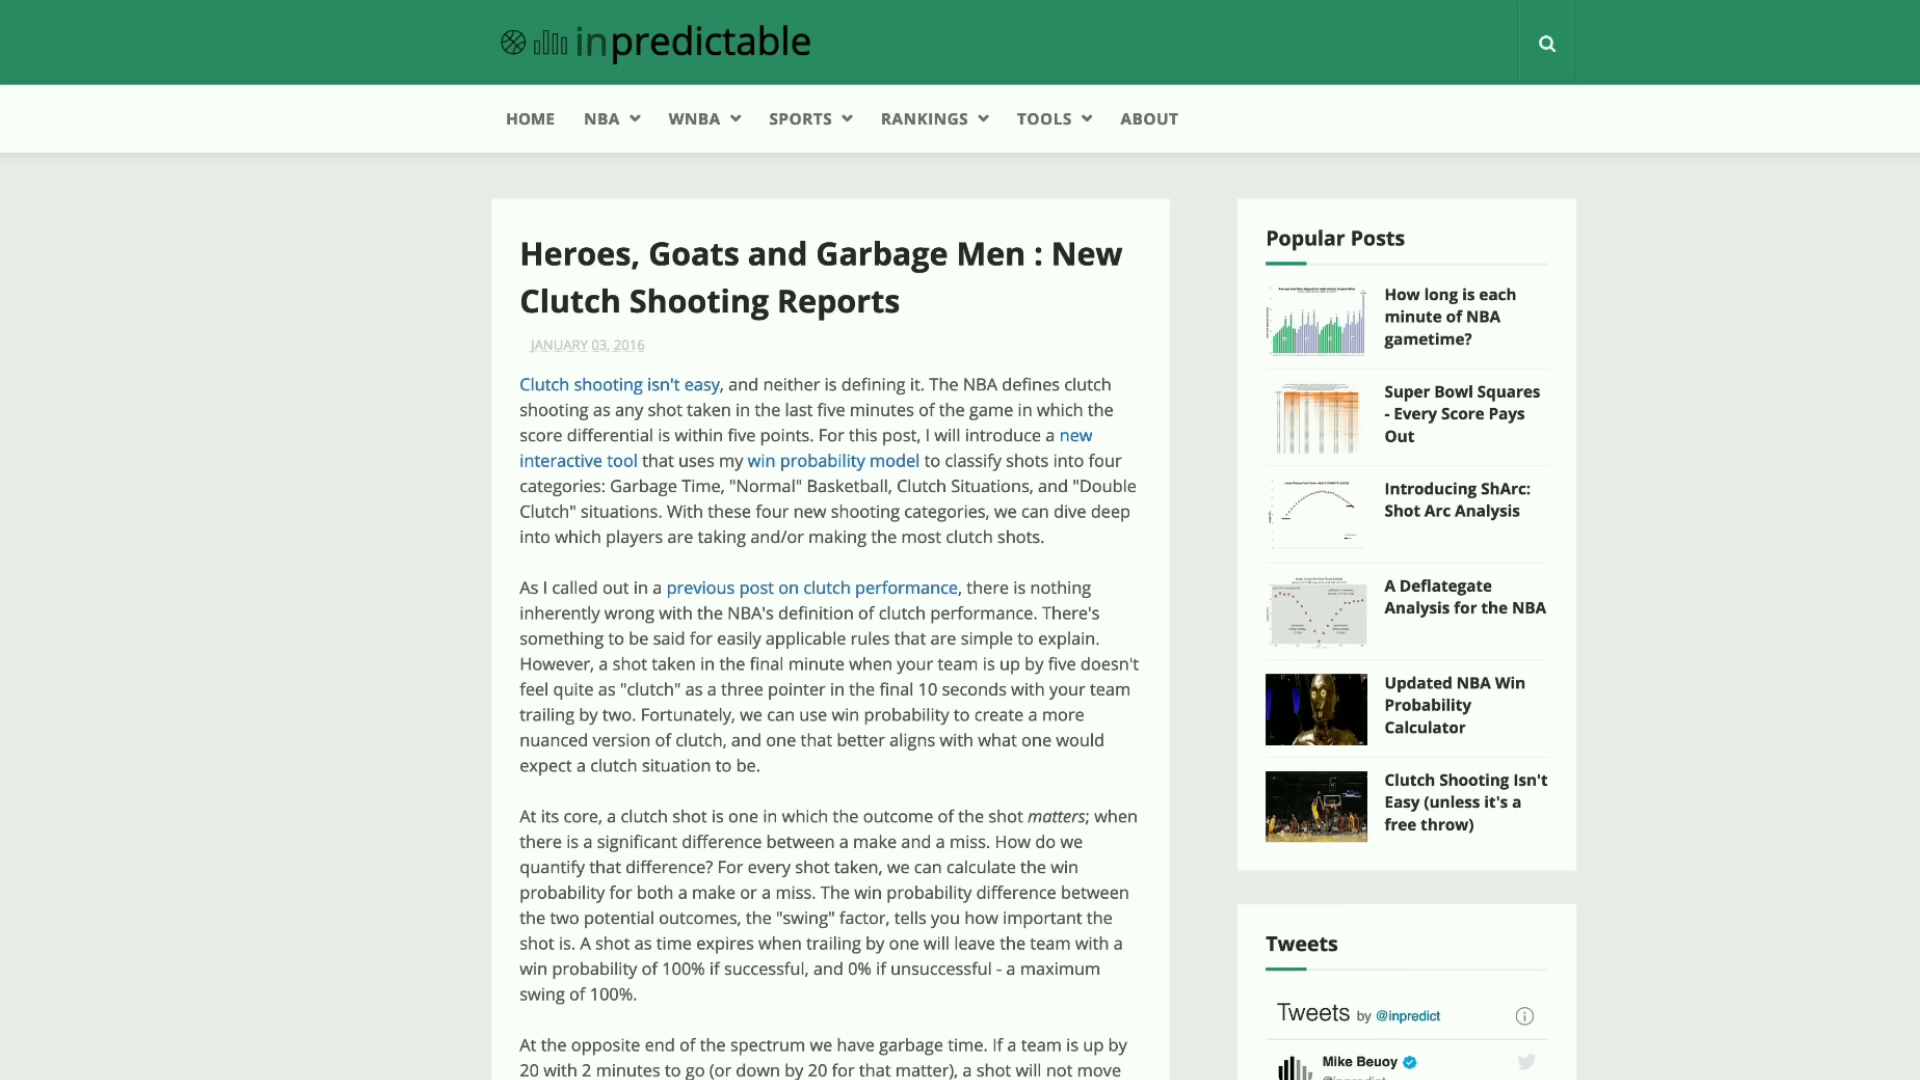 inpredictable
HOME NBA WNBA SPORTS RANKINGS TOOLS ABOUT
Heroes, Goats and Garbage Men : New
Clutch Shooting Reports
JANUARY 03, 2016
Clutch shooting isn't easy, and neither is defining it. The NBA defines clutch
shooting as any shot taken in the last five minutes of the game in which the
score differential is within five points. For this post, I will introduce a new
interactive tool that uses my win probability model to classify shots into four
categories: Garbage Time, "Normal" Basketball, Clutch Situations, and "Double
Clutch" situations. With these four new shooting categories, we can dive deep
into which players are taking and/or making the most clutch shots.
As I called out in a previous post on clutch performance, there is nothing
inherently wrong with the NBA's definition of clutch performance. There's
something to be said for easily applicable rules that are simple to explain.
However, a shot taken in the final minute when your team is up by five doesn't
feel quite as "clutch" as a three pointer in the final 10 seconds with your team
trailing by two. Fortunately, we can use win probability to create a more
nuanced version of clutch, and one that better aligns with what one would
expect a clutch situation to be.
At its core, a clutch shot is one in which the outcome of the shot matters; when
there is a significant difference between a make and a miss. How do we
quantify that difference? For every shot taken, we can calculate the win
probability for both a make or a miss. The win probability difference between
the two potential outcomes, the "swing" factor, tells you how important the
shot is. A shot as time expires when trailing by one will leave the team with a
win probability of 100% if successful, and 0% if unsuccessful - a maximum
swing of 100%.
At the opposite end of the spectrum we have garbage time. If a team is up by
20 with 2 minutes to go (or down by 20 for that matter), a shot will not move
Popular Posts
How long is each
minute of NBA
gametime?
Super Bowl Squares
- Every Score Pays
Out
Introducing ShArc:
Shot Arc Analysis
A Deflategate
Analysis for the NBA
Updated NBA Win
Probability
Calculator
Clutch Shooting Isn't
Easy (unless it's a
free throw)
Tweets
Tweets by @inpredict
Mike Beuoy
@inpredict